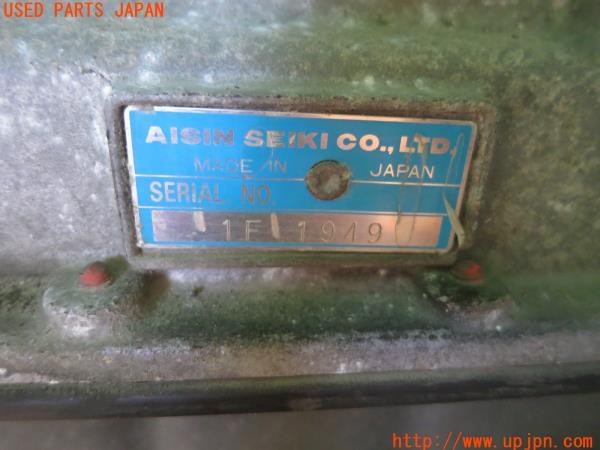 USED PARTS JAPAN
AISIN SEIKI CO., LTD.
MADE IN JAPAN
SERIAL NO.
1F 1949
http://www.upjpn.com/